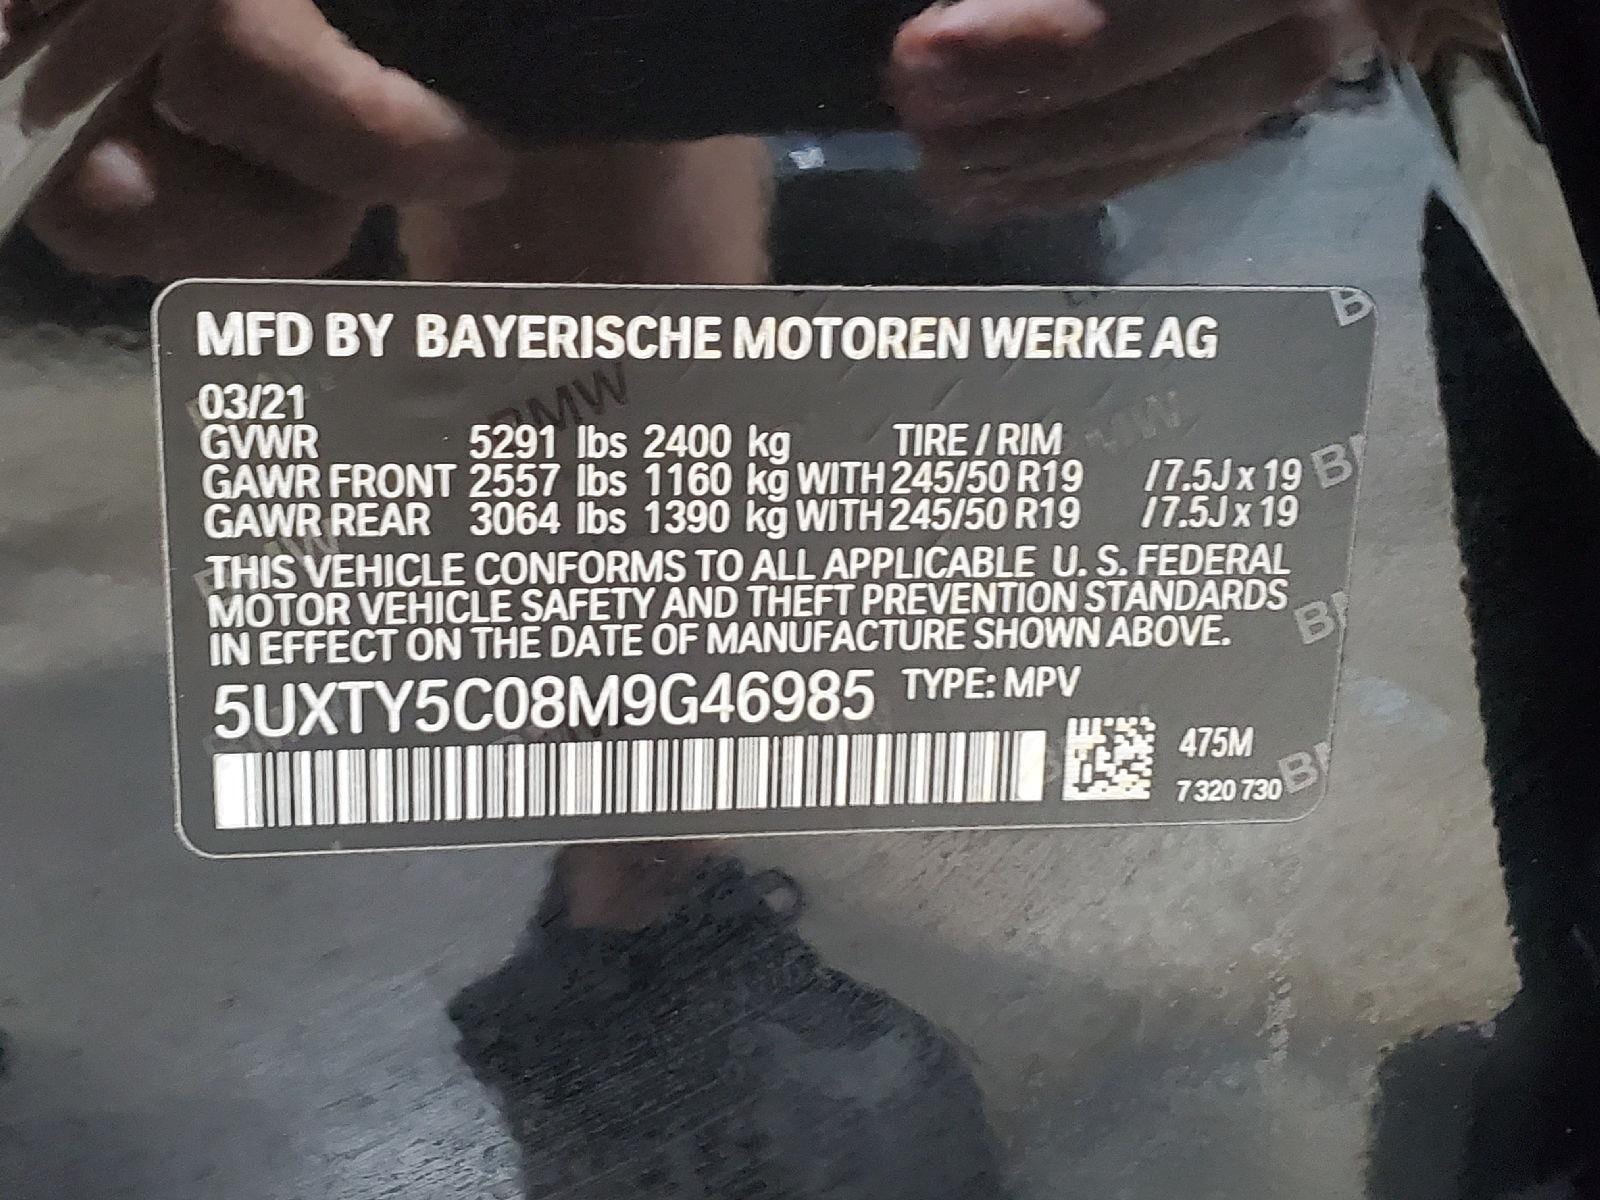 MFD BY BAYERISCHE MOTOREN WERKE AG
03/21
GVWR 5291 lbs 2400 kg TIRE / RIM
GAWR FRONT 2557 lbs 1160 kg WITH 245/50 R19 /7.5J x 19
GAWR REAR 3064 lbs 1390 kg WITH 245/50 R19 /7.5J x 19
THIS VEHICLE CONFORMS TO ALL APPLICABLE U. S. FEDERAL
MOTOR VEHICLE SAFETY AND THEFT PREVENTION STANDARDS
IN EFFECT ON THE DATE OF MANUFACTURE SHOWN ABOVE.
5UXTY5C08M9G46985 TYPE: MPV
475M
7 320 730